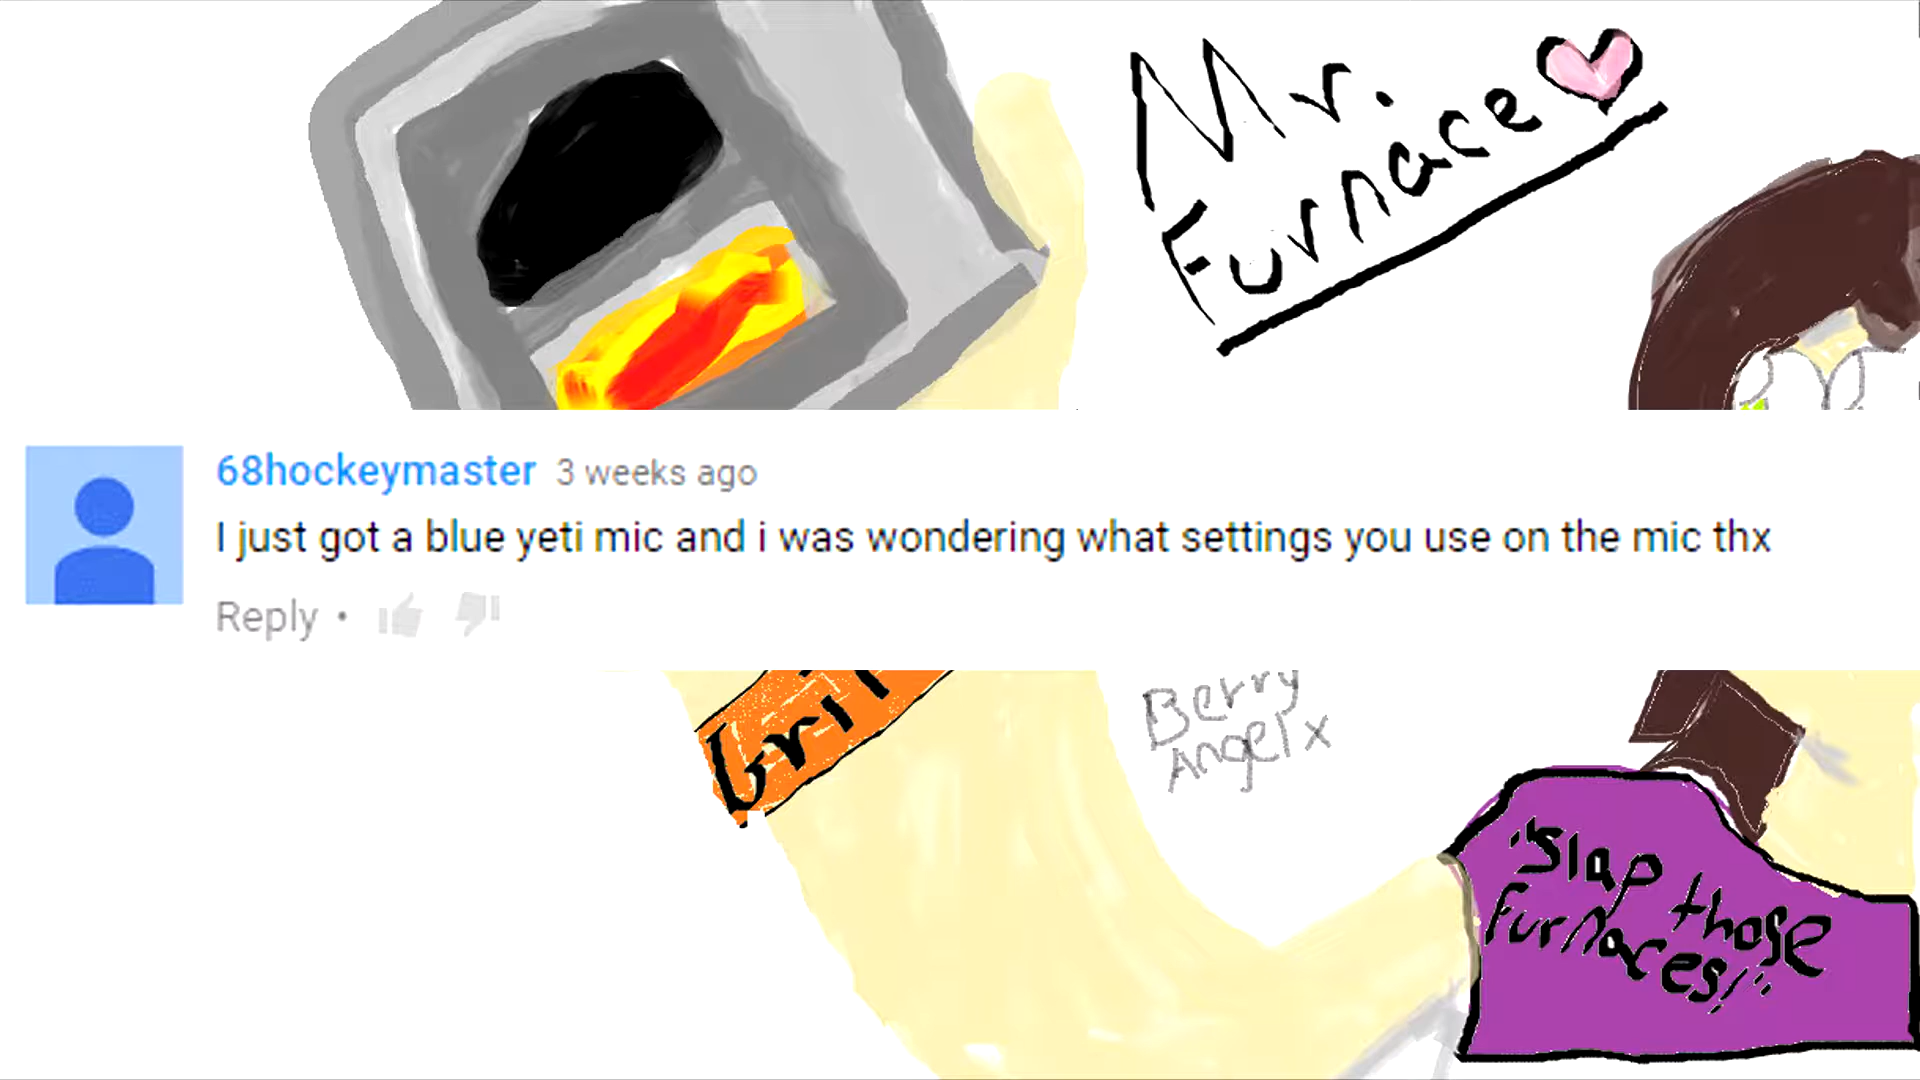 Mr.
Furnace
68hockeymaster 3 weeks ago
I just got a blue yeti mic and i was wondering what settings you use on the mic thx
Reply •
Berry
Angelx
"Slap those
furnaces!"